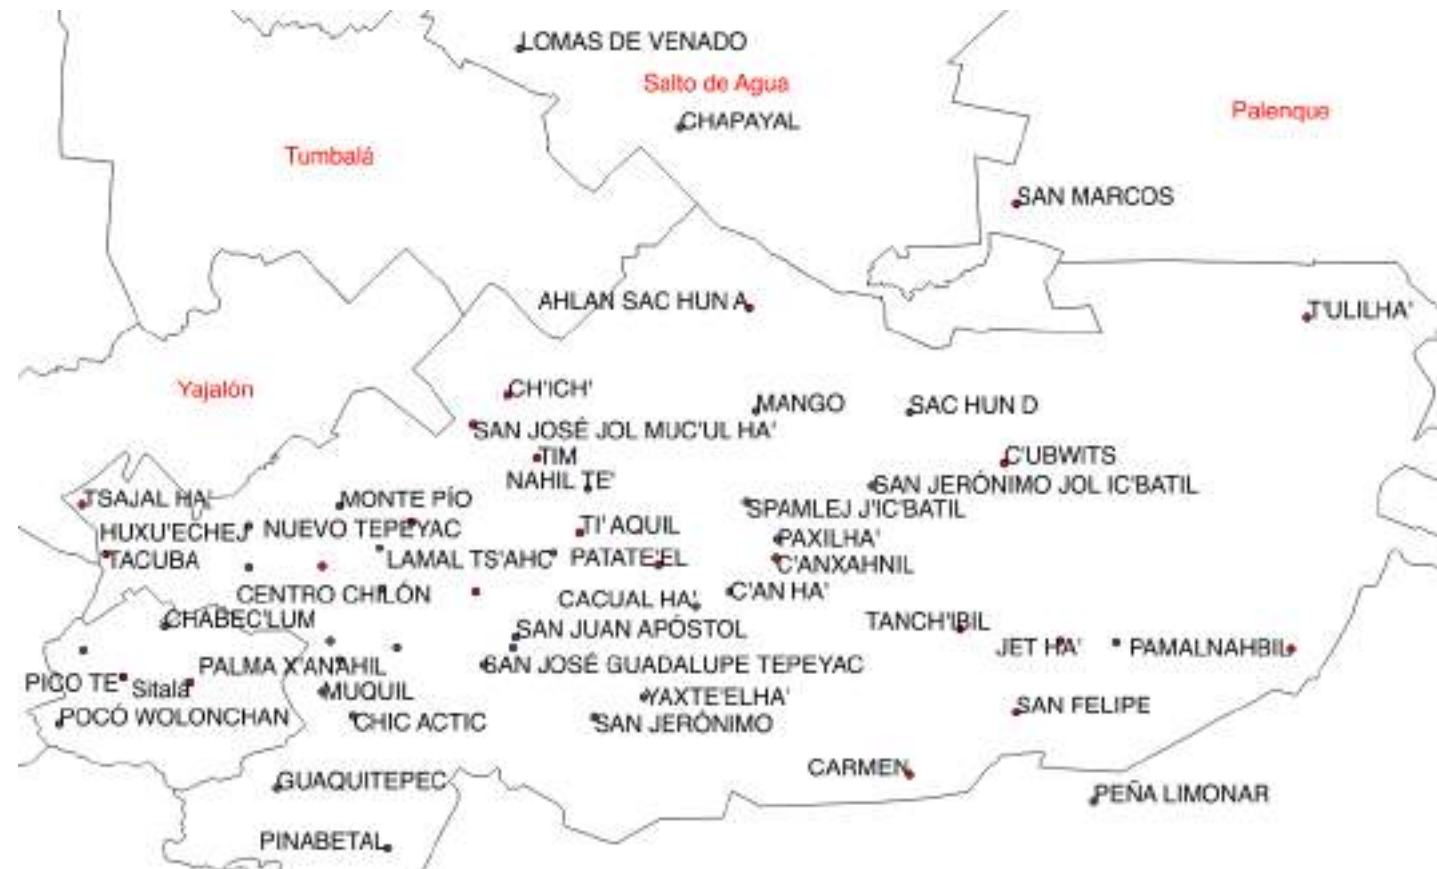 LOMAS DE VENADO
Salto de Agua
Palenque
CHAPAYAL
Tumbalá
SAN MARCOS
AHLAN SAC HUN A
T'ULILHA'
Yajalón
CH'ICH'
MANGO
SAC HUN D
SAN JOSÉ JOL MUC'UL HA'
TIM
C'UBWITS
NAHIL TE'
SAN JERÓNIMO JOL IC'BATIL
TSAJAL HA'
MONTE PÍO
SPAMLEJ J'IC'BATIL
HUXU'ECHEJ
NUEVO TEPEYAC
TI' AQUIL
PAXILHA'
TACUBA
LAMAL TS'AHC
PATATE'EL
C'ANXAHNIL
CENTRO CHILÓN
CACUAL HA'
C'AN HA'
CHABEC'LUM
SAN JUAN APÓSTOL
TANCH'IBIL
JET HA'
PAMALNAHBIL
PALMA X'ANAHIL
SAN JOSÉ GUADALUPE TEPEYAC
PICO TE'
Sitalá
MUQUIL
YAXTE'ELHA'
SAN FELIPE
POCÓ WOLONCHAN
CHIC ACTIC
SAN JERÓNIMO
CARMEN
GUAQUITEPEC
PEÑA LIMONAR
PINABETAL